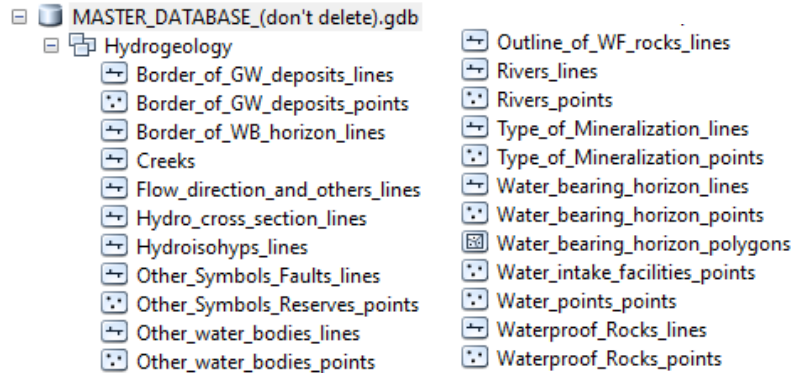 MASTER_DATABASE_(don't delete).gdb
Hydrogeology
Border_of_GW_deposits_lines
Border_of_GW_deposits_points
Border_of_WB_horizon_lines
Creeks
Flow_direction_and_others_lines
Hydro_cross_section_lines
Hydroisohyps_lines
Other_Symbols_Faults_lines
Other_Symbols_Reserves_points
Other_water_bodies_lines
Other_water_bodies_points
Outline_of_WF_rocks_lines
Rivers_lines
Rivers_points
Type_of_Mineralization_lines
Type_of_Mineralization_points
Water_bearing_horizon_lines
Water_bearing_horizon_points
Water_bearing_horizon_polygons
Water_intake_facilities_points
Water_points_points
Waterproof_Rocks_lines
Waterproof_Rocks_points